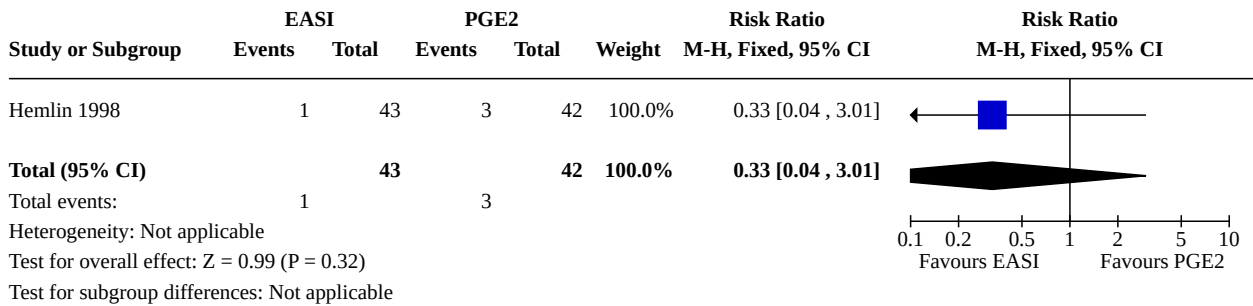 EASI PGE2 Risk Ratio Risk Ratio
Study or Subgroup Events Total Events Total Weight M-H, Fixed, 95% CI M-H, Fixed, 95% CI
Hemlin 1998 1 43 3 42 100.0% 0.33 [0.04 , 3.01]
Total (95% CI) 43 42 100.0% 0.33 [0.04 , 3.01]
Total events: 1 3
Heterogeneity: Not applicable
0.1 0.2 0.5 1 2 5 10
Test for overall effect: Z = 0.99 (P = 0.32) Favours EASI Favours PGE2
Test for subgroup differences: Not applicable